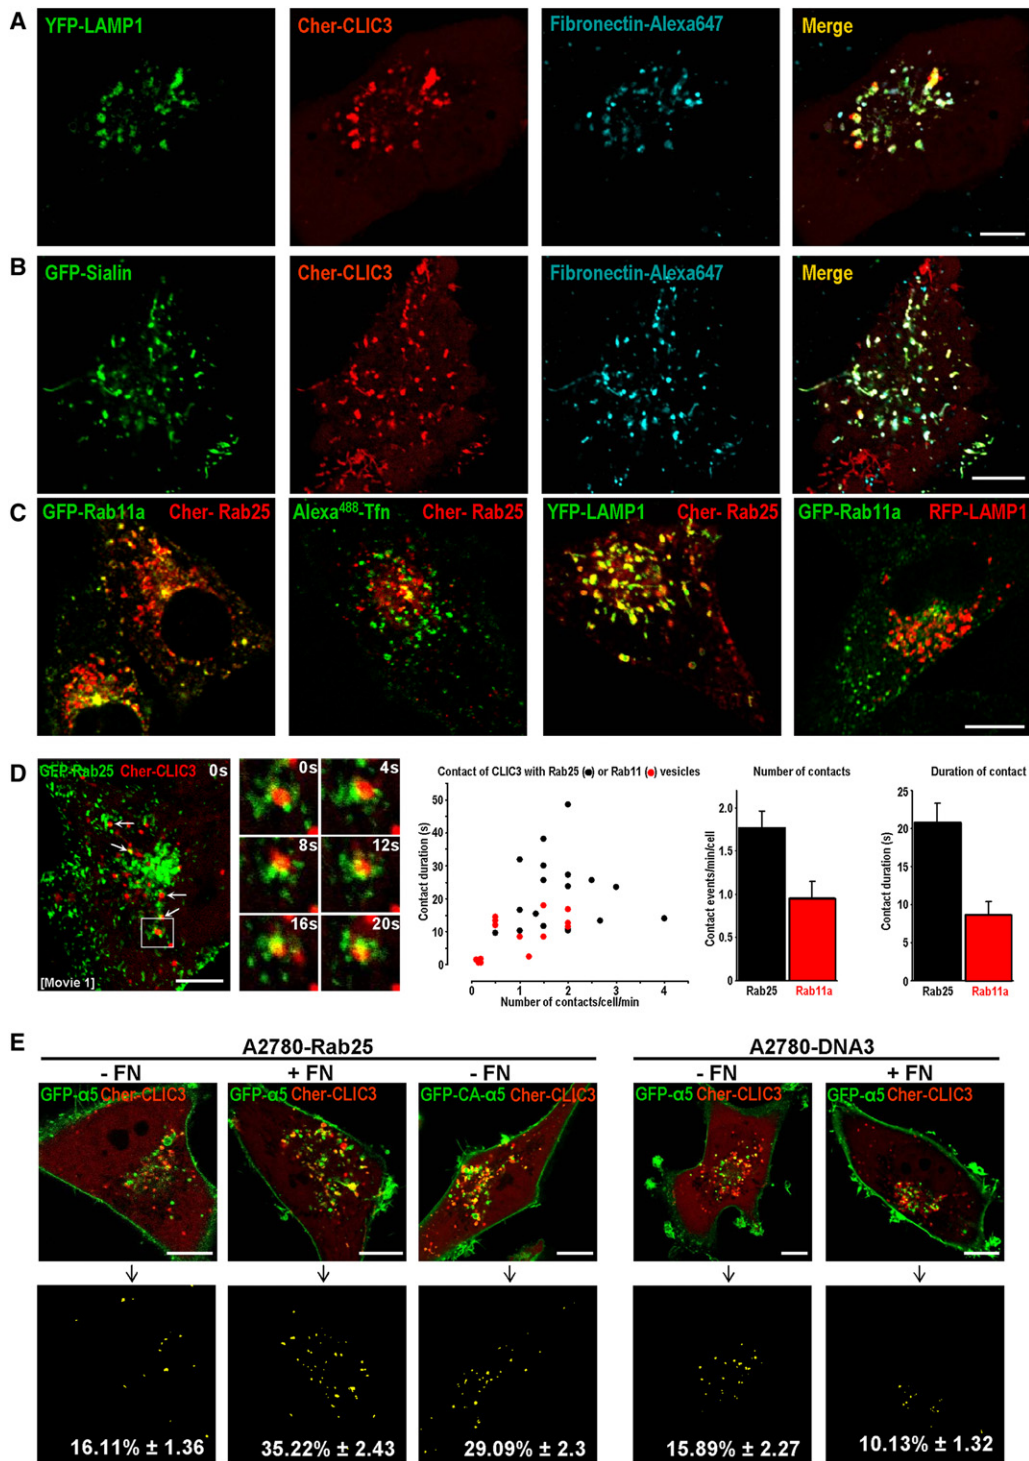 A
YFP-LAMP1 Cher-CLIC3 Fibronectin-Alexa647 Merge
B
GFP-Sialin Cher-CLIC3 Fibronectin-Alexa647 Merge
C
GFP-Rab11a Cher- Rab25 Alexa⁴⁸⁸-Tfn Cher- Rab25 YFP-LAMP1 Cher- Rab25 GFP-Rab11a RFP-LAMP1
D
GFP-Rab25 Cher-CLIC3 0s
[Movie 1]
0s 4s
8s 12s
16s 20s
Contact of CLIC3 with Rab25 (●) or Rab11 (●) vesicles
Contact duration (s)
50
40
30
20
10
0
0 1 2 3 4
Number of contacts/cell/min
Number of contacts
Contact events/min/cell
2.0
1.5
1.0
0.5
0
Rab25 Rab11a
Duration of contact
Contact duration (s)
25
20
15
10
5
0
Rab25 Rab11a
E
A2780-Rab25 A2780-DNA3
- FN + FN - FN - FN + FN
GFP-α5 Cher-CLIC3 GFP-α5 Cher-CLIC3 GFP-CA-α5 Cher-CLIC3 GFP-α5 Cher-CLIC3 GFP-α5 Cher-CLIC3
16.11% ± 1.36 35.22% ± 2.43 29.09% ± 2.3 15.89% ± 2.27 10.13% ± 1.32